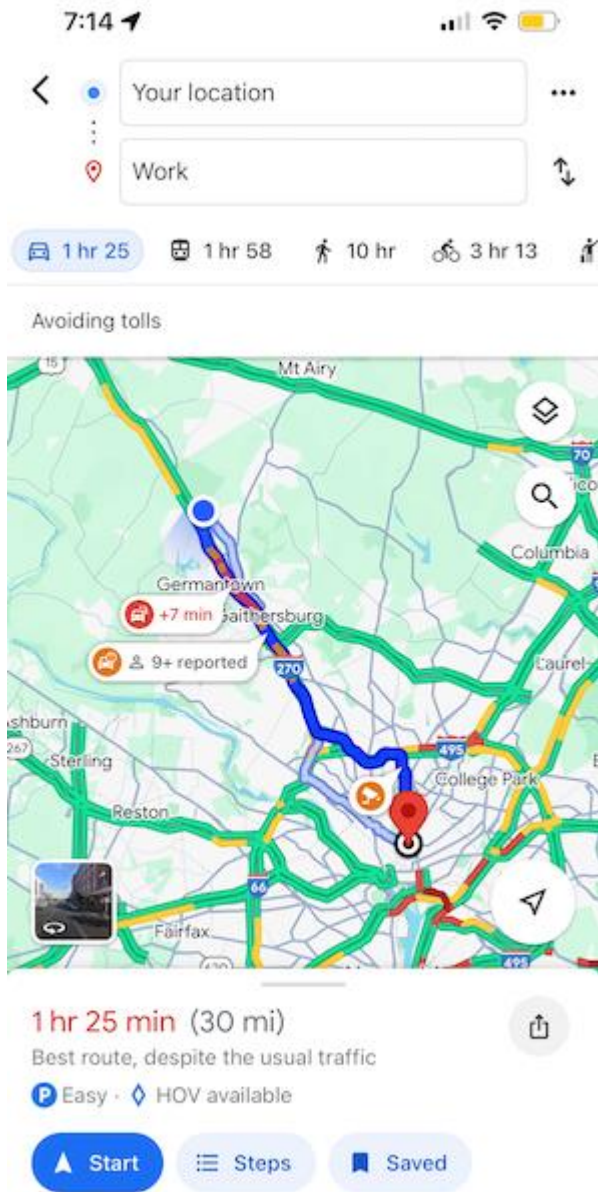 7:14
Your location
Work
1 hr 25
1 hr 58
10 hr
3 hr 13
Avoiding tolls
15
Mt Airy
70
Columbia
Germantown
+7 min
Gaithersburg
9+ reported
270
Laurel
267
Sterling
495
College Park
Reston
66
Fairfax
495
1 hr 25 min (30 mi)
Best route, despite the usual traffic
P Easy · HOV available
Start
Steps
Saved